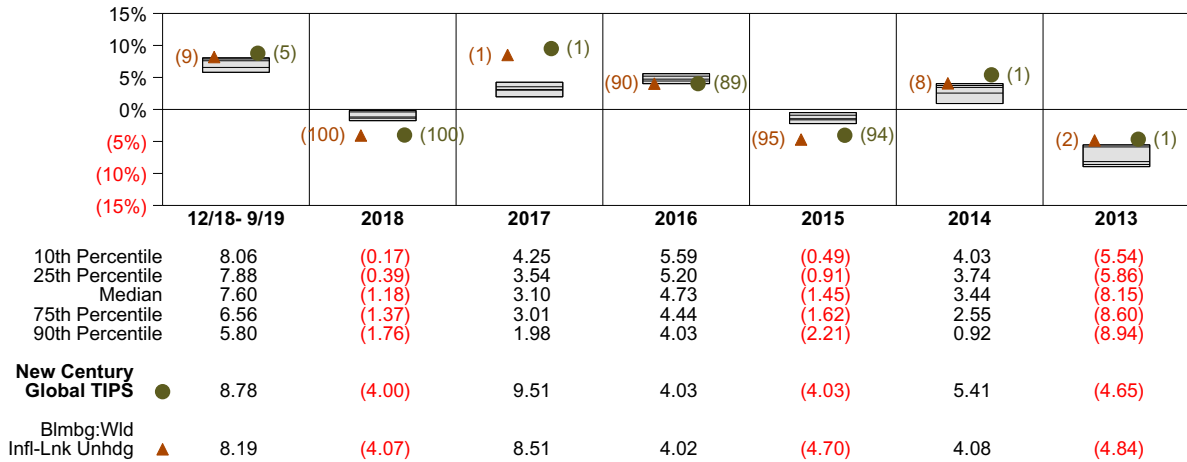 15%
10%
5%
0%
(5%)
(10%)
(15%)
(9) (5)
(100) (100)
(1) (1)
(90) (89)
(95) (94)
(8) (1)
(2) (1)
12/18- 9/19 2018 2017 2016 2015 2014 2013
10th Percentile 8.06 (0.17) 4.25 5.59 (0.49) 4.03 (5.54)
25th Percentile 7.88 (0.39) 3.54 5.20 (0.91) 3.74 (5.86)
Median 7.60 (1.18) 3.10 4.73 (1.45) 3.44 (8.15)
75th Percentile 6.56 (1.37) 3.01 4.44 (1.62) 2.55 (8.60)
90th Percentile 5.80 (1.76) 1.98 4.03 (2.21) 0.92 (8.94)
New Century
Global TIPS 8.78 (4.00) 9.51 4.03 (4.03) 5.41 (4.65)
Blmbg:Wld
Infl-Lnk Unhdg 8.19 (4.07) 8.51 4.02 (4.70) 4.08 (4.84)